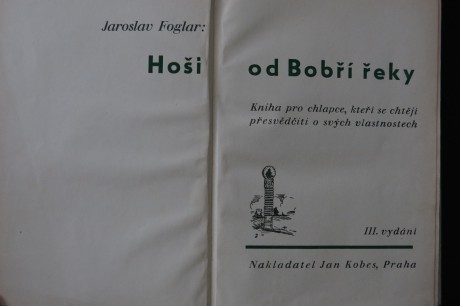 Jaroslav Foglar:
Hoši od Bobří řeky
Kniha pro chlapce, kteří se chtějí
přesvědčiti o svých vlastnostech
III. vydání
Nakladatel Jan Kobes, Praha